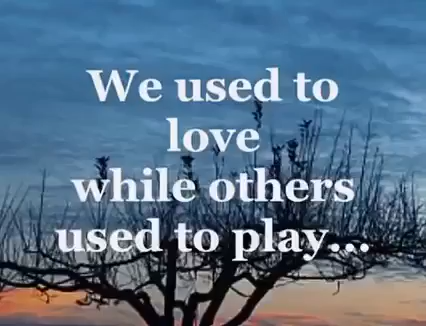 We used to
love
while others
used to play...